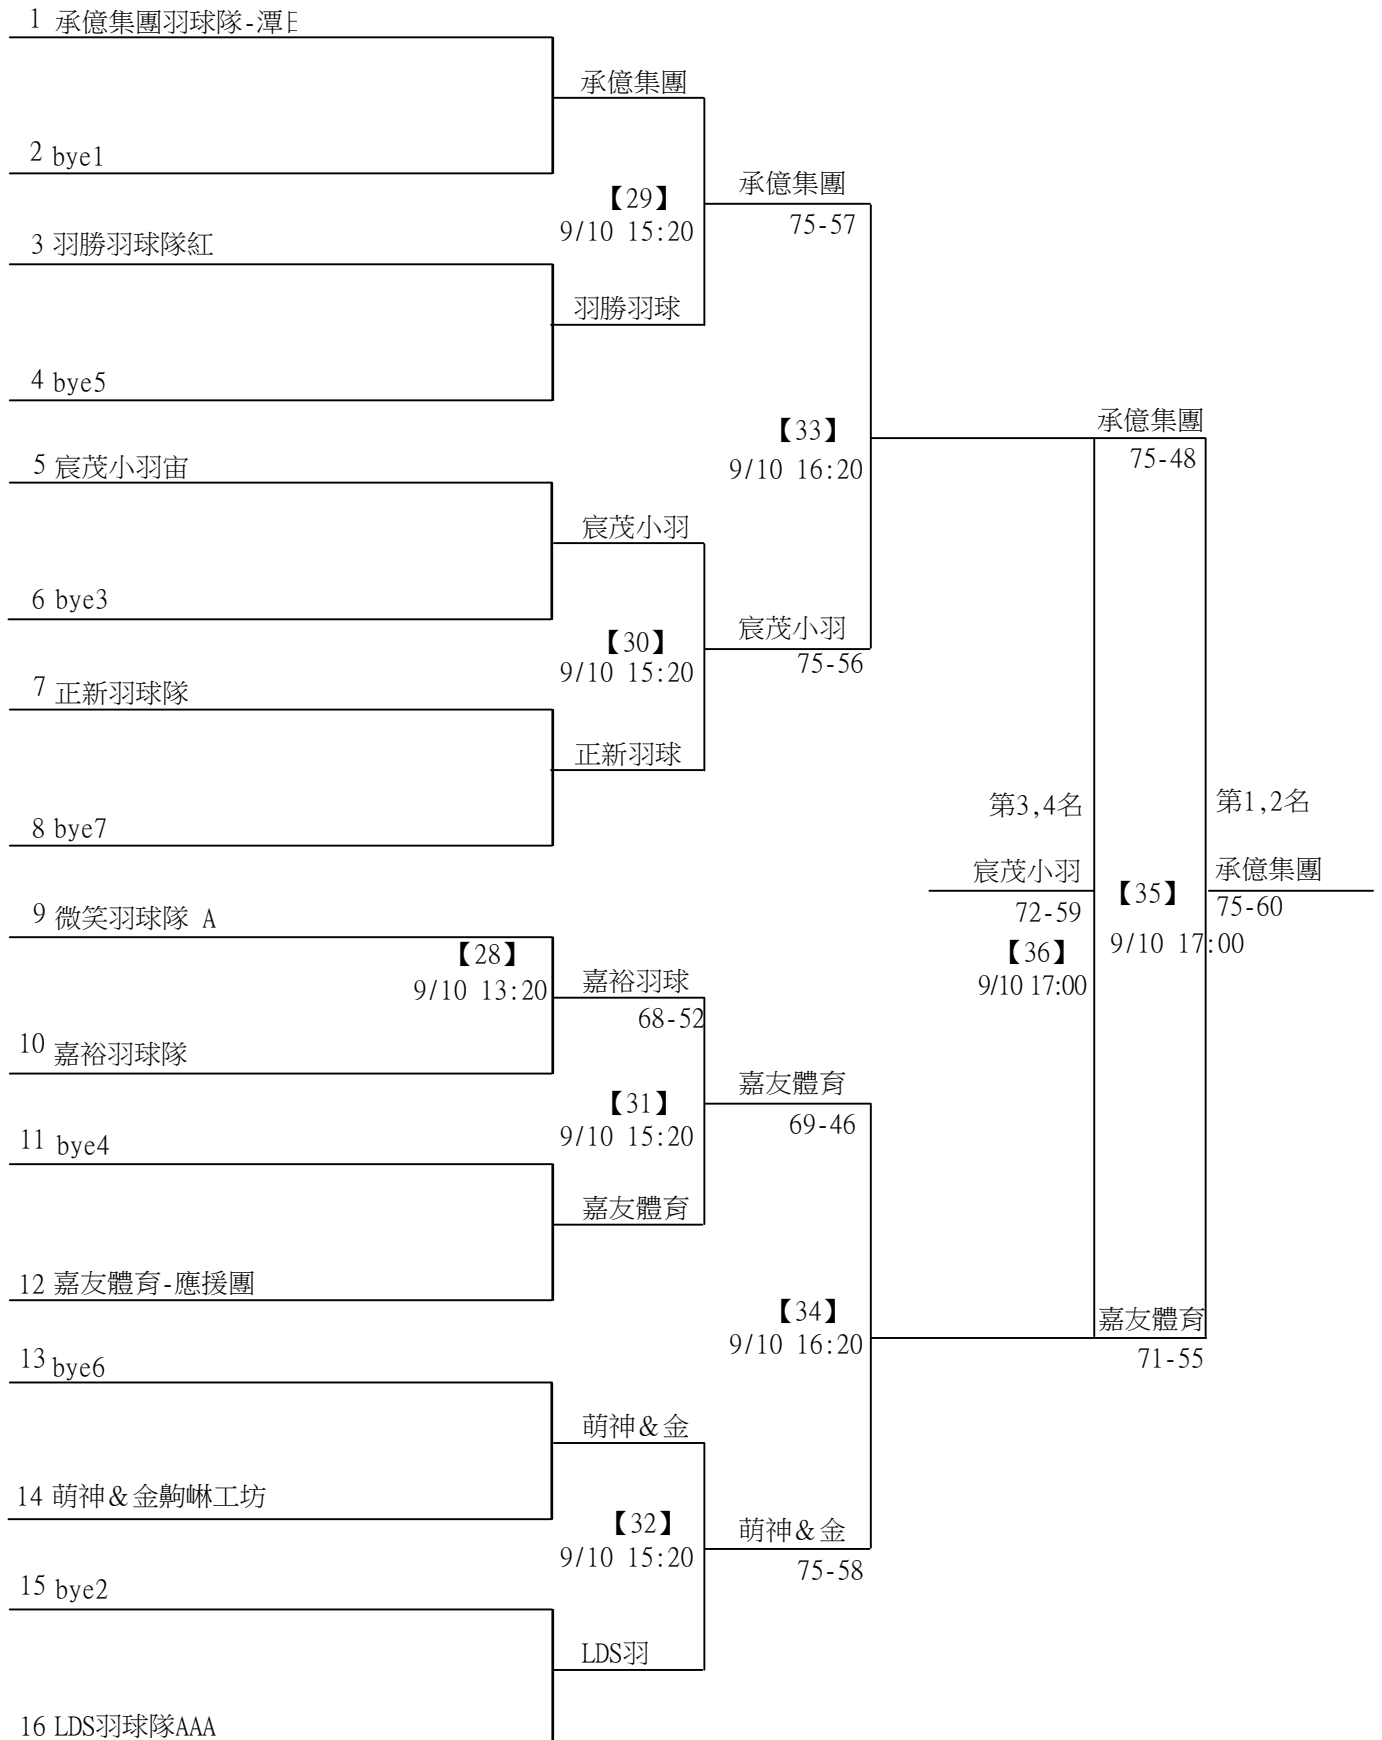 1 承億集團羽球隊-潭
承億集團
2 bye1
【29】
9/10 15:20
承億集團
75-57
3 羽勝羽球隊紅
羽勝羽球
4 bye5
【33】
9/10 16:20
承億集團
75-48
5 宸茂小羽宙
宸茂小羽
6 bye3
【30】
9/10 15:20
宸茂小羽
75-56
7 正新羽球隊
正新羽球
8 bye7
第3,4名
第1,2名
宸茂小羽
72-59
【36】
9/10 17:00
【35】
9/10 17:00
承億集團
75-60
9 微笑羽球隊 A
【28】
9/10 13:20
嘉裕羽球
68-52
10 嘉裕羽球隊
【31】
9/10 15:20
嘉友體育
69-46
11 bye4
嘉友體育
12 嘉友體育-應援團
【34】
9/10 16:20
嘉友體育
71-55
13 bye6
萌神&金
14 萌神&金齁崊工坊
【32】
9/10 15:20
萌神&金
75-58
15 bye2
LDS羽
16 LDS羽球隊AAA